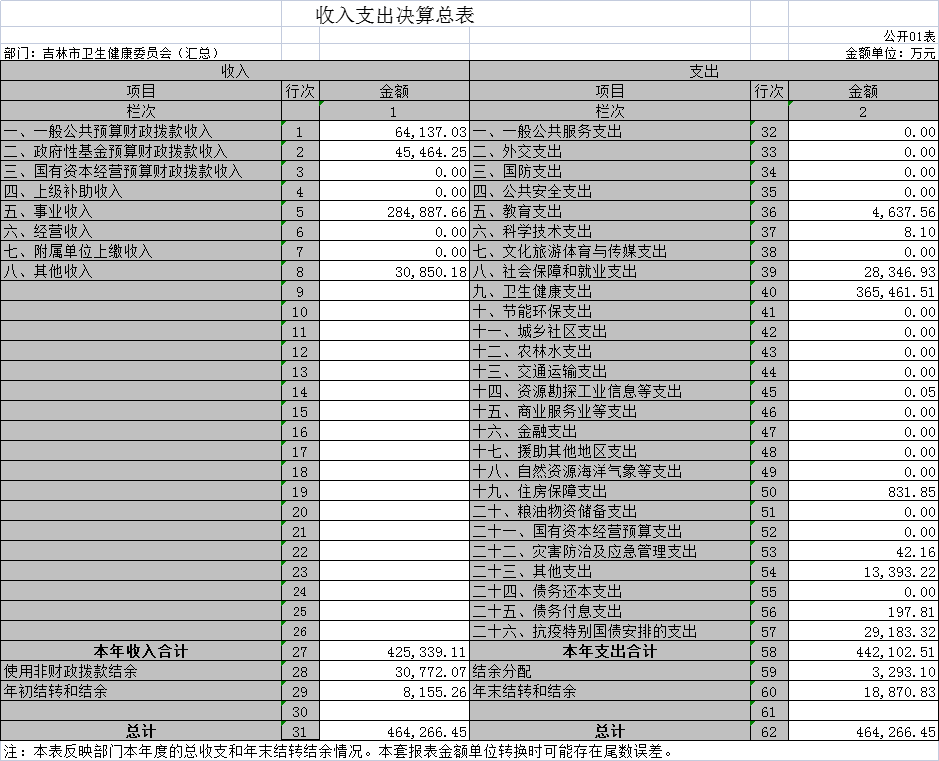 收入支出决算总表
公开01表
部门：吉林市卫生健康委员会（汇总） 金额单位：万元
收入 支出
项目 行次 金额 项目 行次 金额
栏次 1 栏次 2
一、一般公共预算财政拨款收入 1 64,137.03 一、一般公共服务支出 32 0.00
二、政府性基金预算财政拨款收入 2 45,464.25 二、外交支出 33 0.00
三、国有资本经营预算财政拨款收入 3 0.00 三、国防支出 34 0.00
四、上级补助收入 4 0.00 四、公共安全支出 35 0.00
五、事业收入 5 284,887.66 五、教育支出 36 4,637.56
六、经营收入 6 0.00 六、科学技术支出 37 8.10
七、附属单位上缴收入 7 0.00 七、文化旅游体育与传媒支出 38 0.00
八、其他收入 8 30,850.18 八、社会保障和就业支出 39 28,346.93
9 九、卫生健康支出 40 365,461.51
10 十、节能环保支出 41 0.00
11 十一、城乡社区支出 42 0.00
12 十二、农林水支出 43 0.00
13 十三、交通运输支出 44 0.00
14 十四、资源勘探工业信息等支出 45 0.05
15 十五、商业服务业等支出 46 0.00
16 十六、金融支出 47 0.00
17 十七、援助其他地区支出 48 0.00
18 十八、自然资源海洋气象等支出 49 0.00
19 十九、住房保障支出 50 831.85
20 二十、粮油物资储备支出 51 0.00
21 二十一、国有资本经营预算支出 52 0.00
22 二十二、灾害防治及应急管理支出 53 42.16
23 二十三、其他支出 54 13,393.22
24 二十四、债务还本支出 55 0.00
25 二十五、债务付息支出 56 197.81
26 二十六、抗疫特别国债安排的支出 57 29,183.32
本年收入合计 27 425,339.11 本年支出合计 58 442,102.51
使用非财政拨款结余 28 30,772.07 结余分配 59 3,293.10
年初结转和结余 29 8,155.26 年末结转和结余 60 18,870.83
30 61
总计 31 464,266.45 总计 62 464,266.45
注：本表反映部门本年度的总收支和年末结转结余情况。本套报表金额单位转换时可能存在尾数误差。